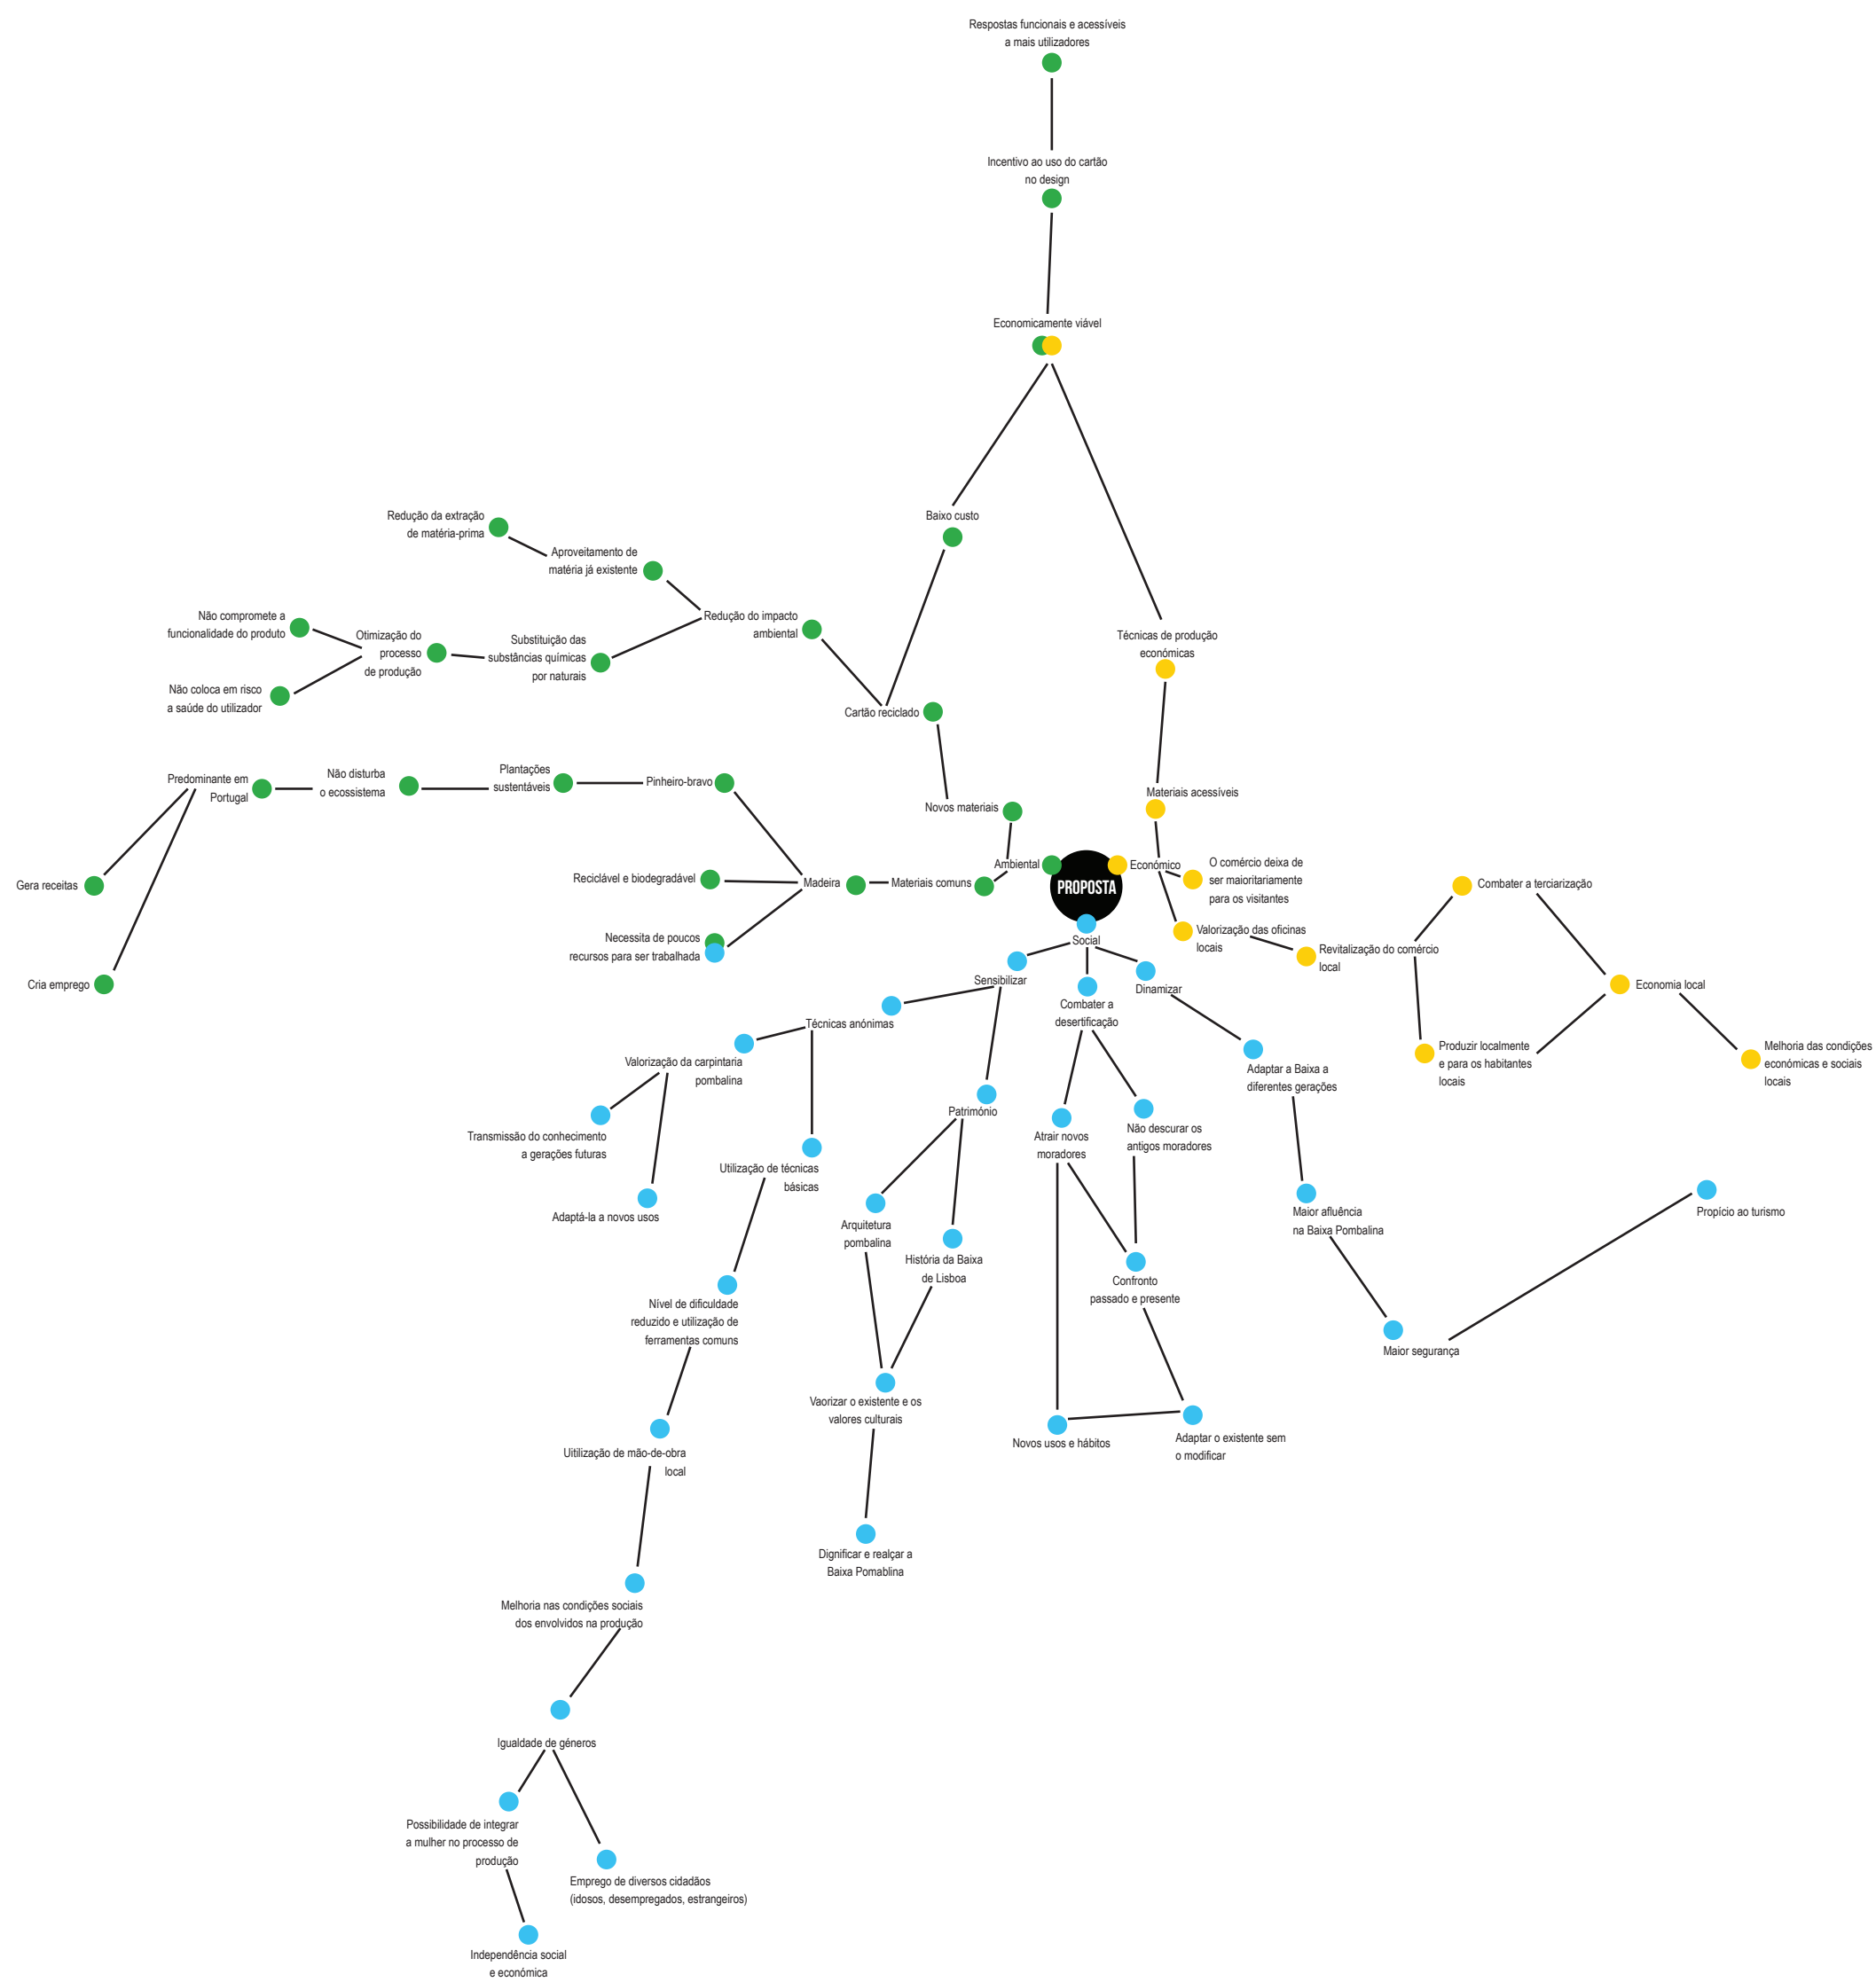 Respostas funcionais e acessíveis
a mais utilizadores
Incentivo ao uso do cartão
no design
Economicamente viável
Baixo custo
Redução da extração
de matéria-prima
Aproveitamento de
matéria já existente
Não compromete a
funcionalidade do produto
Otimização do
processo
de produção
Substituição das
substâncias químicas
por naturais
Redução do impacto
ambiental
Técnicas de produção
económicas
Não coloca em risco
a saúde do utilizador
Cartão reciclado
Predominante em
Portugal
Não disturba
o ecossistema
Plantações
sustentáveis
Pinheiro-bravo
Novos materiais
Materiais acessíveis
Gera receitas
Reciclável e biodegradável
Madeira
Materiais comuns
Ambiental
PROPOSTA
Económico
O comércio deixa de
ser maioritariamente
para os visitantes
Combater a terciarização
Necessita de poucos
recursos para ser trabalhada
Social
Valorização das oficinas
locais
Revitalização do comércio
local
Cria emprego
Sensibilizar
Dinamizar
Economia local
Técnicas anónimas
Combater a
desertificação
Valorização da carpintaria
pombalina
Adaptar a Baixa a
diferentes gerações
Produzir localmente
e para os habitantes
locais
Melhoria das condições
económicas e sociais
locais
Transmissão do conhecimento
a gerações futuras
Património
Atrair novos
moradores
Não descurar os
antigos moradores
Utilização de técnicas
básicas
Adaptá-la a novos usos
Arquitetura
pombalina
História da Baixa
de Lisboa
Maior afluência
na Baixa Pombalina
Propício ao turismo
Confronto
passado e presente
Nível de dificuldade
reduzido e utilização de
ferramentas comuns
Maior segurança
Vaorizar o existente e os
valores culturais
Novos usos e hábitos
Adaptar o existente sem
o modificar
Uitilização de mão-de-obra
local
Dignificar e realçar a
Baixa Pomablina
Melhoria nas condições sociais
dos envolvidos na produção
Igualdade de géneros
Possibilidade de integrar
a mulher no processo de
produção
Emprego de diversos cidadãos
(idosos, desempregados, estrangeiros)
Independência social
e económica